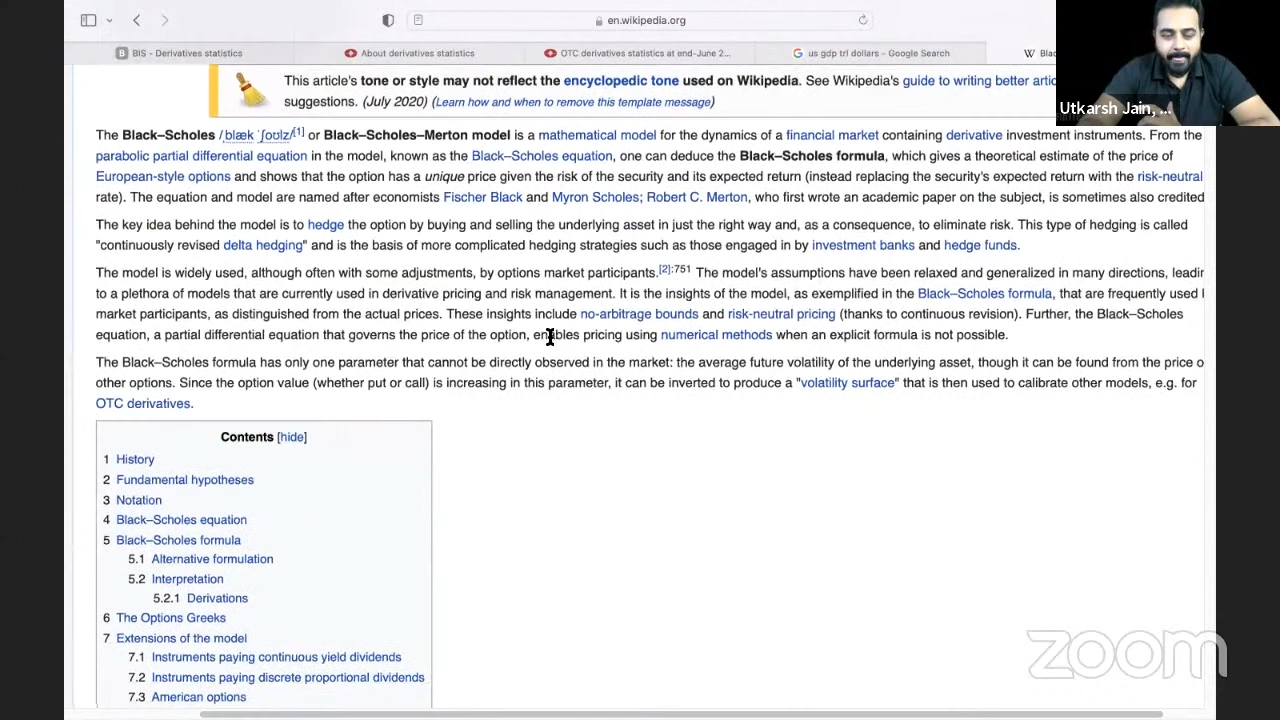 en.wikipedia.org
BIS - Derivatives statistics
About derivatives statistics
OTC derivatives statistics at end-June 2...
us gdp trl dollars - Google Search
This article's tone or style may not reflect the encyclopedic tone used on Wikipedia. See Wikipedia's guide to writing better
suggestions. (July 2020) (Learn how and when to remove this template message)
Utkarsh Jain, ...
The Black–Scholes /ˌblæk ˈʃoʊlz/[1] or Black–Scholes–Merton model is a mathematical model for the dynamics of a financial market containing derivative investment instruments. From the
parabolic partial differential equation in the model, known as the Black–Scholes equation, one can deduce the Black–Scholes formula, which gives a theoretical estimate of the price of
European-style options and shows that the option has a unique price given the risk of the security and its expected return (instead replacing the security's expected return with the risk-neutral
rate). The equation and model are named after economists Fischer Black and Myron Scholes; Robert C. Merton, who first wrote an academic paper on the subject, is sometimes also credited
The key idea behind the model is to hedge the option by buying and selling the underlying asset in just the right way and, as a consequence, to eliminate risk. This type of hedging is called
"continuously revised delta hedging" and is the basis of more complicated hedging strategies such as those engaged in by investment banks and hedge funds.
The model is widely used, although often with some adjustments, by options market participants.[2]:751 The model's assumptions have been relaxed and generalized in many directions, leadin
to a plethora of models that are currently used in derivative pricing and risk management. It is the insights of the model, as exemplified in the Black–Scholes formula, that are frequently used
market participants, as distinguished from the actual prices. These insights include no-arbitrage bounds and risk-neutral pricing (thanks to continuous revision). Further, the Black–Scholes
equation, a partial differential equation that governs the price of the option, enables pricing using numerical methods when an explicit formula is not possible.
The Black–Scholes formula has only one parameter that cannot be directly observed in the market: the average future volatility of the underlying asset, though it can be found from the price o
other options. Since the option value (whether put or call) is increasing in this parameter, it can be inverted to produce a "volatility surface" that is then used to calibrate other models, e.g. for
OTC derivatives.
Contents [hide]
1 History
2 Fundamental hypotheses
3 Notation
4 Black–Scholes equation
5 Black–Scholes formula
5.1 Alternative formulation
5.2 Interpretation
5.2.1 Derivations
6 The Options Greeks
7 Extensions of the model
7.1 Instruments paying continuous yield dividends
7.2 Instruments paying discrete proportional dividends
7.3 American options
zoom